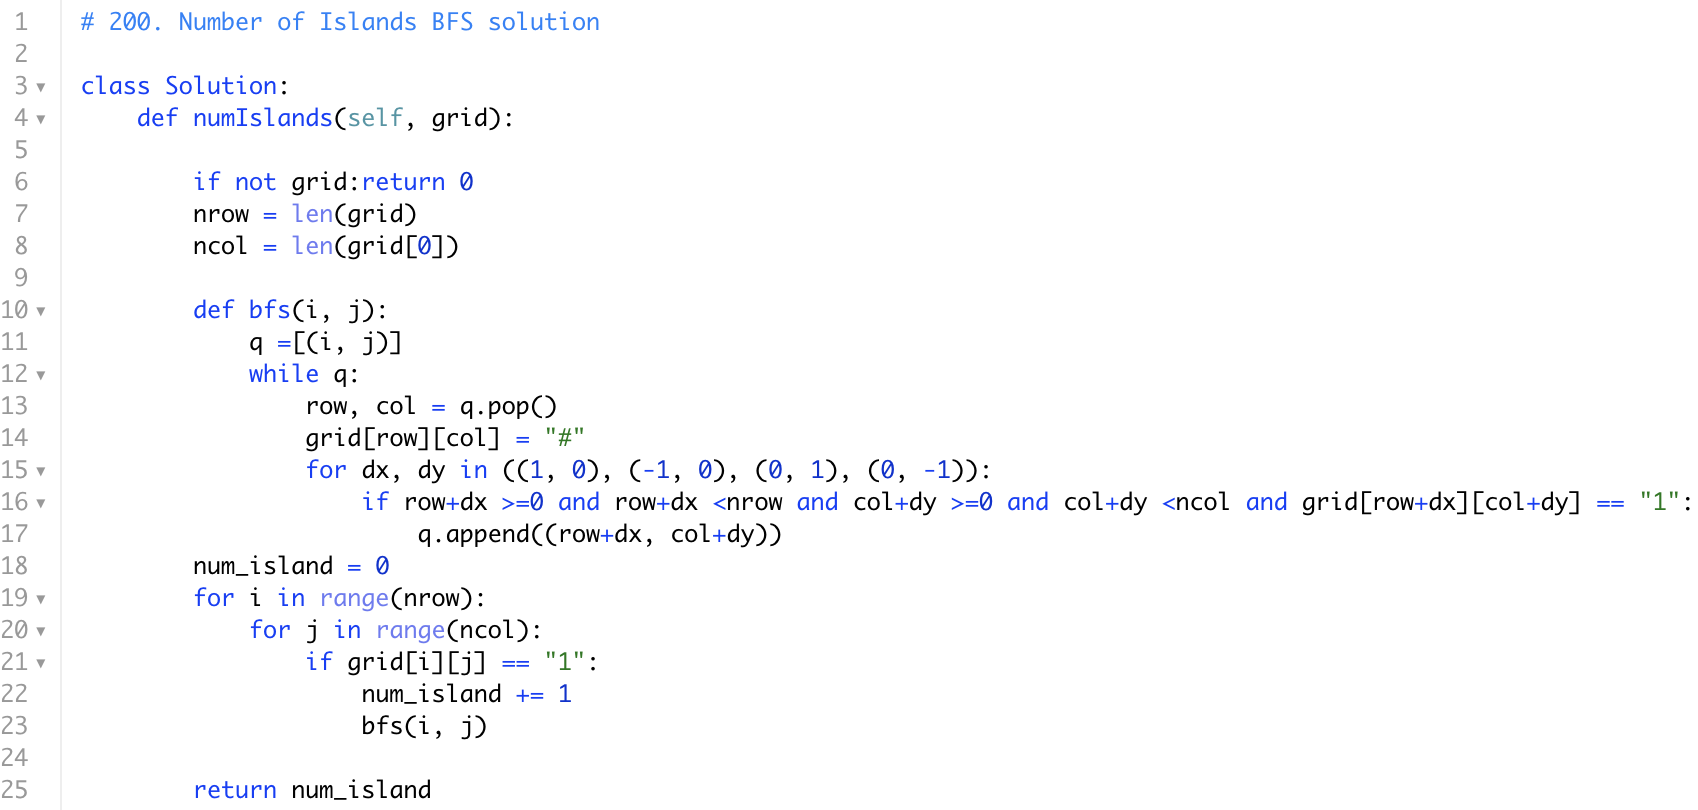 1 # 200. Number of Islands BFS solution
2
3 class Solution:
4     def numIslands(self, grid):
5
6         if not grid:return 0
7         nrow = len(grid)
8         ncol = len(grid[0])
9
10         def bfs(i, j):
11             q =[(i, j)]
12             while q:
13                 row, col = q.pop()
14                 grid[row][col] = "#"
15                 for dx, dy in ((1, 0), (-1, 0), (0, 1), (0, -1)):
16                     if row+dx >=0 and row+dx <nrow and col+dy >=0 and col+dy <ncol and grid[row+dx][col+dy] == "1":
17                         q.append((row+dx, col+dy))
18         num_island = 0
19         for i in range(nrow):
20             for j in range(ncol):
21                 if grid[i][j] == "1":
22                     num_island += 1
23                     bfs(i, j)
24
25         return num_island